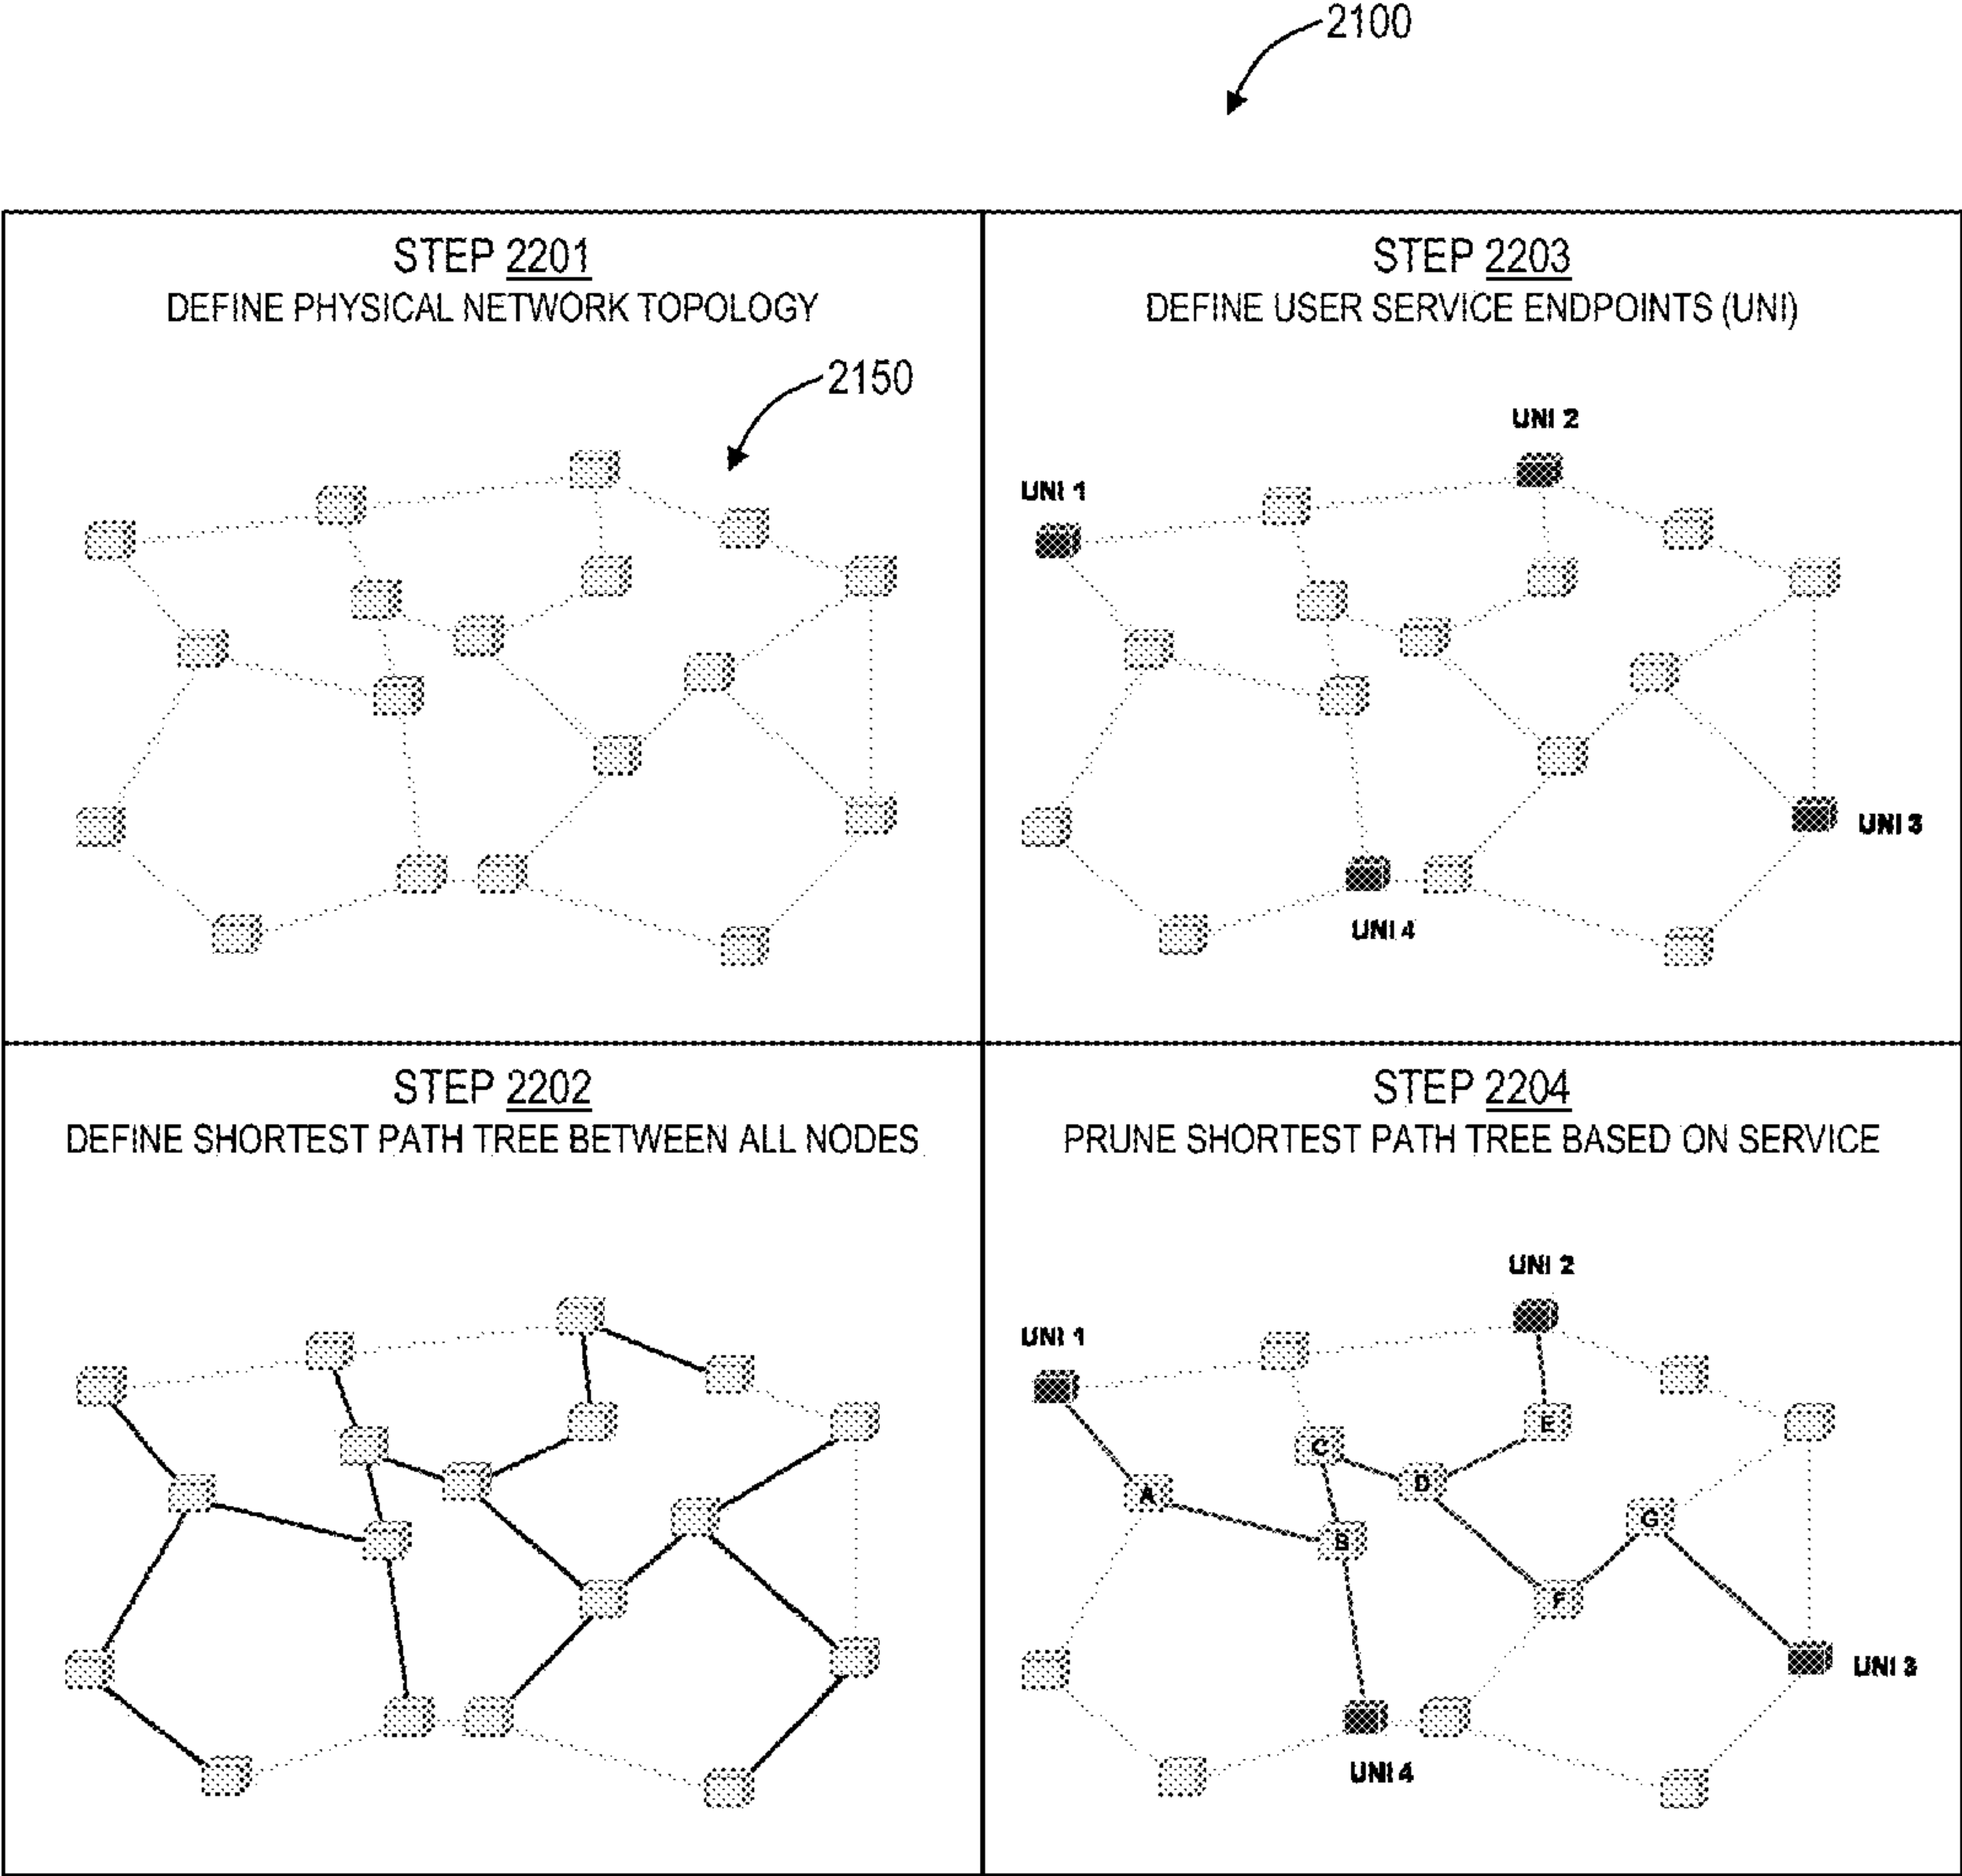 2100
STEP 2201
DEFINE PHYSICAL NETWORK TOPOLOGY
2150
STEP 2203
DEFINE USER SERVICE ENDPOINTS (UNI)
UNI 2
UNI 1
UNI 3
UNI 4
STEP 2202
DEFINE SHORTEST PATH TREE BETWEEN ALL NODES
STEP 2204
PRUNE SHORTEST PATH TREE BASED ON SERVICE
UNI 2
UNI 1
E
C
D
A
G
B
F
UNI 3
UNI 4